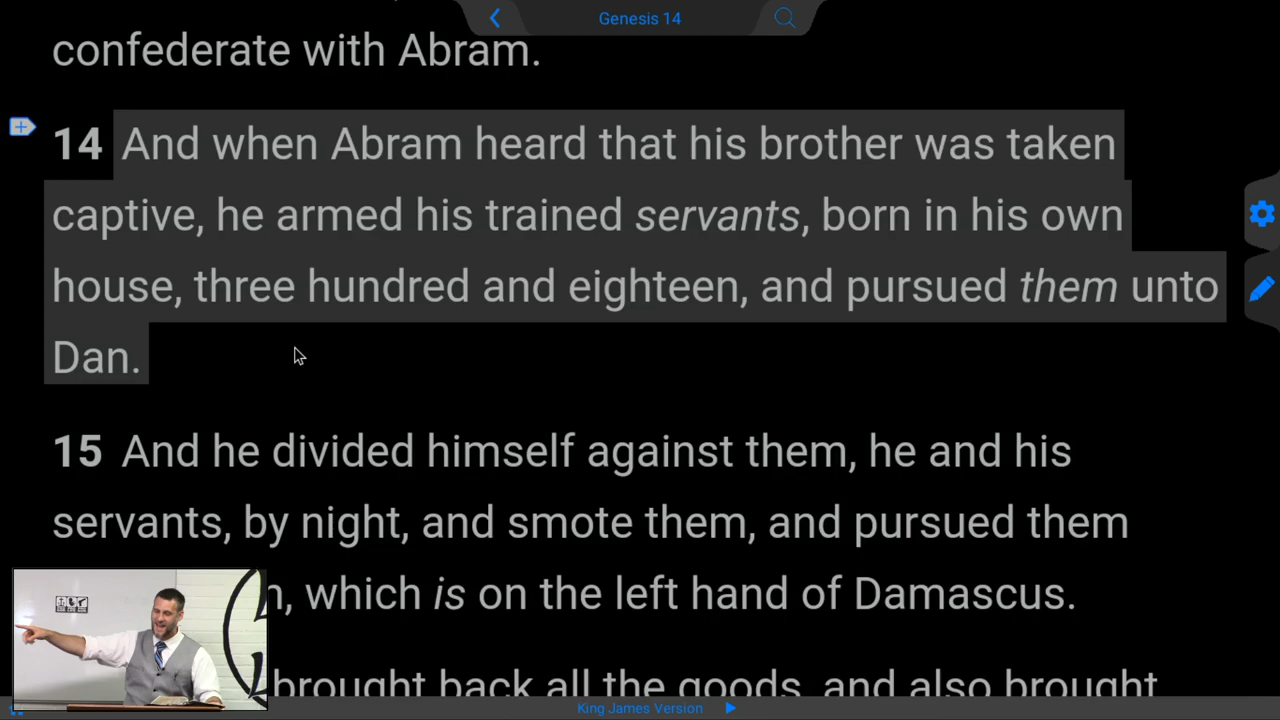 Genesis 14
confederate with Abram.
14 And when Abram heard that his brother was taken
captive, he armed his trained servants, born in his own
house, three hundred and eighteen, and pursued them unto
Dan.
15 And he divided himself against them, he and his
servants, by night, and smote them, and pursued them
, which is on the left hand of Damascus.
brought back all the goods, and also brought
King James Version